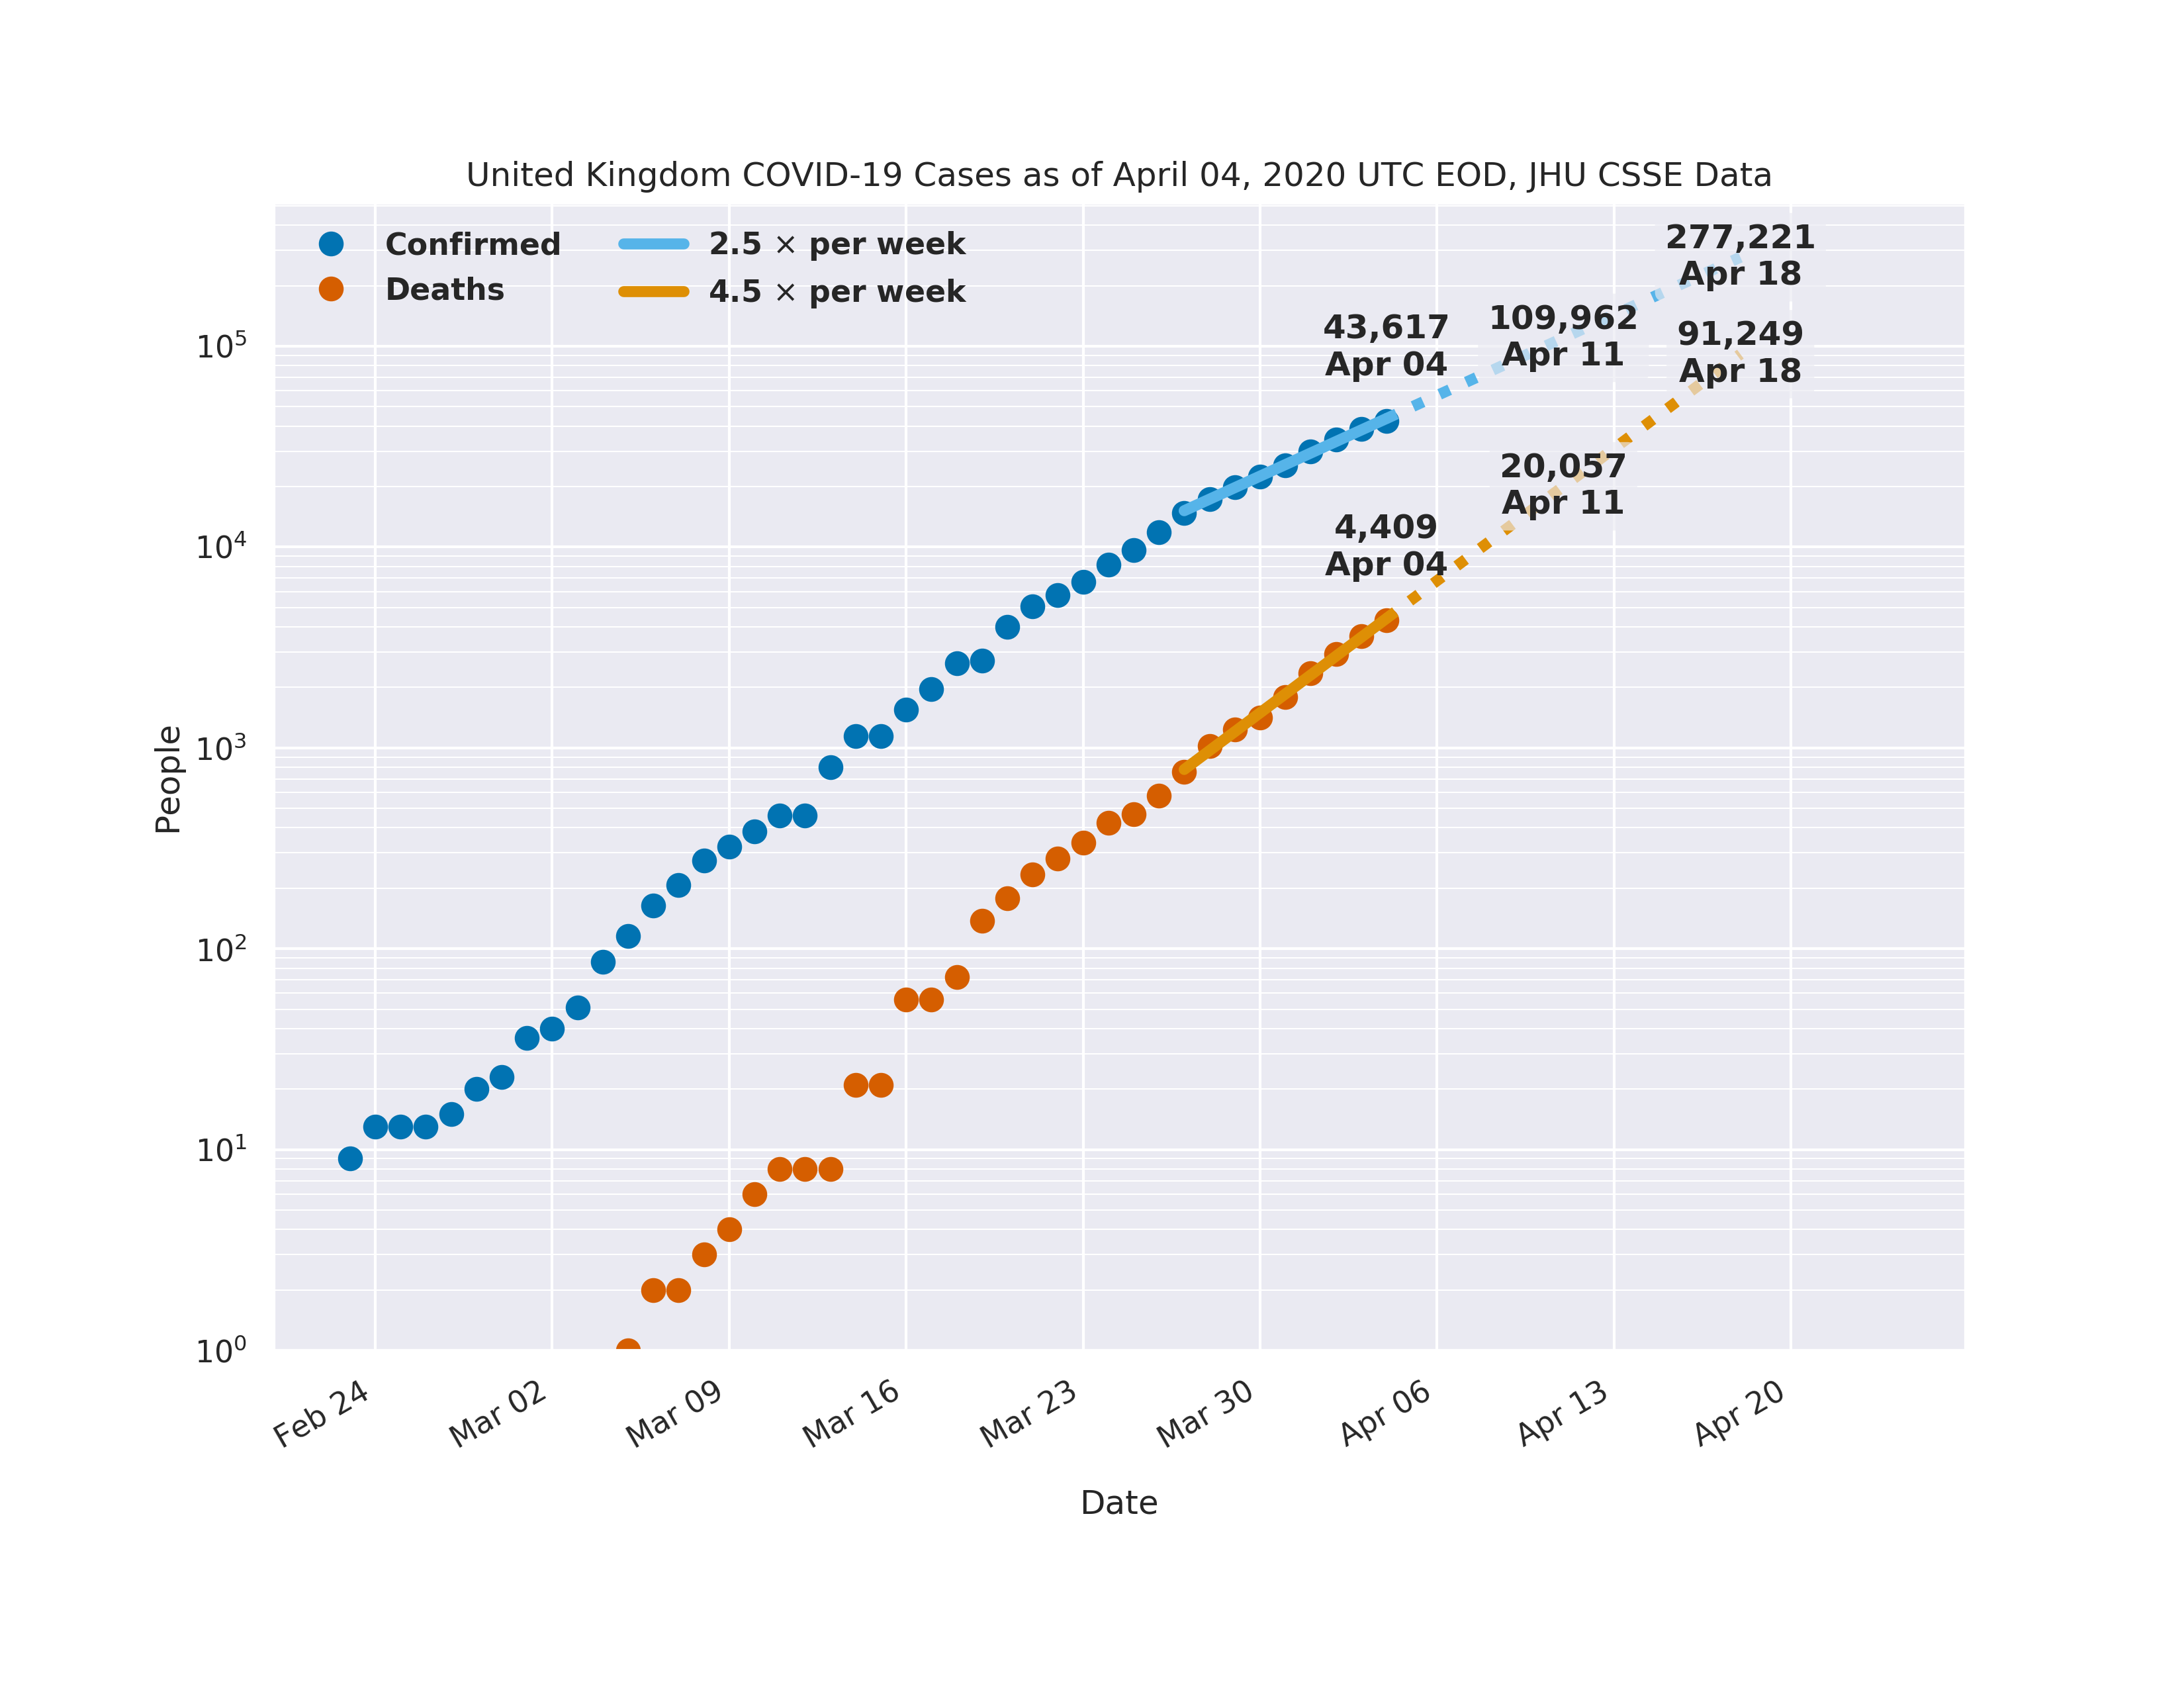 United Kingdom COVID-19 Cases as of April 04, 2020 UTC EOD, JHU CSSE Data
Confirmed
Deaths
2.5 × per week
4.5 × per week
277,221
Apr 18
109,962
Apr 11
43,617
Apr 04
91,249
Apr 18
20,057
Apr 11
4,409
Apr 04
People
10⁵
10⁴
10³
10²
10¹
10⁰
Feb 24
Mar 02
Mar 09
Mar 16
Mar 23
Mar 30
Apr 06
Apr 13
Apr 20
Date